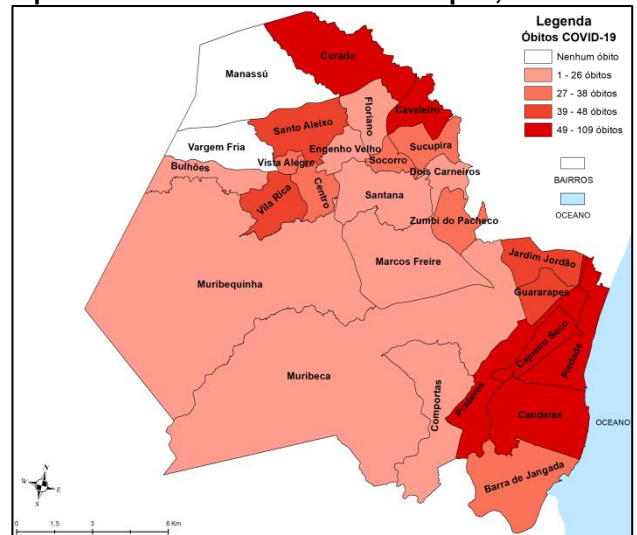 Legenda
Óbitos COVID-19
Nenhum óbito
1 - 26 óbitos
27 - 38 óbitos
39 - 48 óbitos
49 - 109 óbitos
BAIRROS
OCEANO
Curado
Manassú
Floriano
Cavaleiro
Santo Aleixo
Vargem Fria
Engenho Velho
Sucupira
Vista Alegre
Socorro
Bulhões
Dois Carneiros
Vila Rica
Centro
Santana
Zumbi do Pacheco
Marcos Freire
Jardim Jordão
Muribequinha
Guararapes
Cajueiro Seco
Piedade
Muribeca
Comportas
Prazeres
Candeias
OCEANO
Barra de Jangada
N
W
E
S
0 1,5 3 6 Km